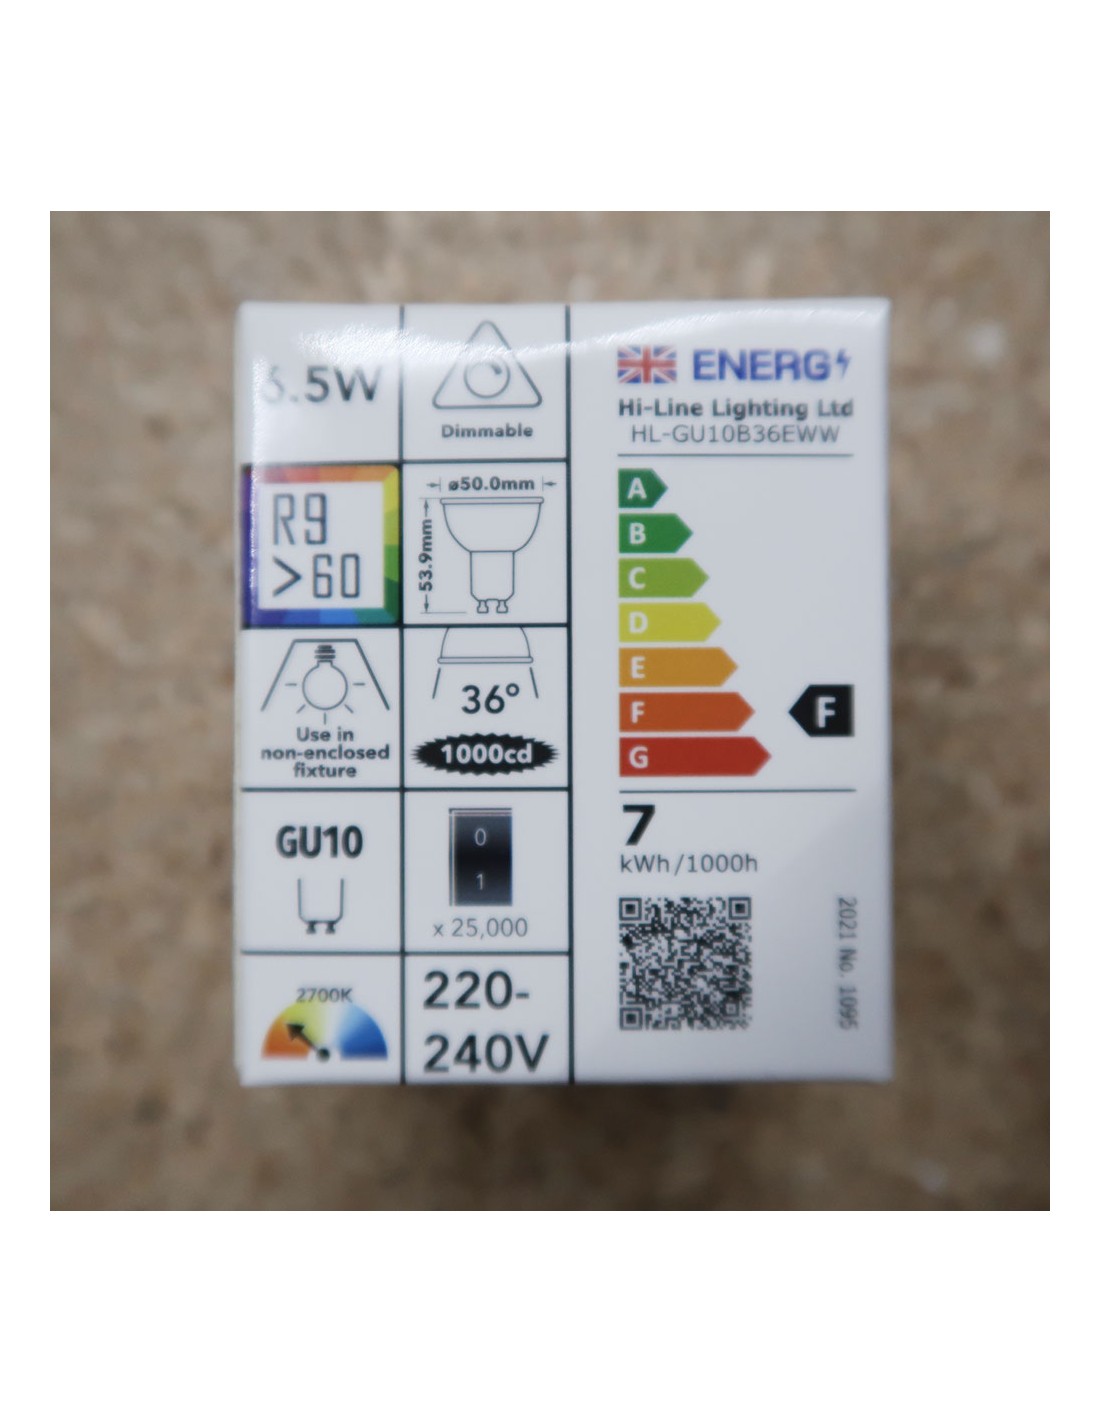 6.5W
Dimmable
R9
>60
ø50.0mm
53.9mm
Use in
non-enclosed
fixture
36°
1000cd
GU10
0
1
x 25,000
2700K
220-
240V
ENERG
Hi-Line Lighting Ltd
HL-GU10B36EWW
A
B
C
D
E
F
F
G
7
kWh/1000h
2021 No. 1095